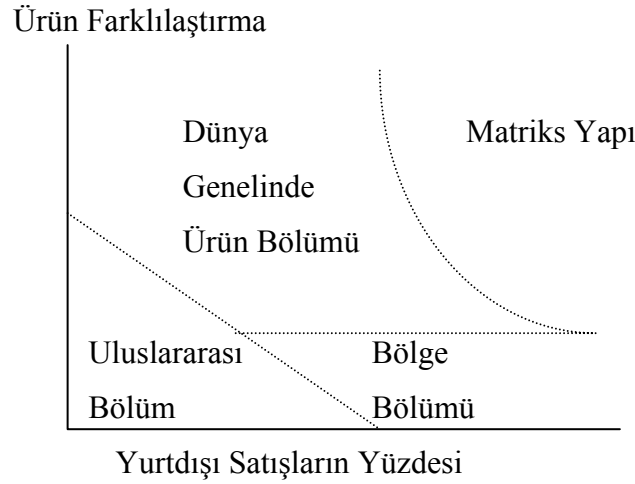 Ürün Farklılaştırma
Dünya
Genelinde
Ürün Bölümü
Matriks Yapı
Uluslararası
Bölüm
Bölge
Bölümü
Yurtdışı Satışların Yüzdesi